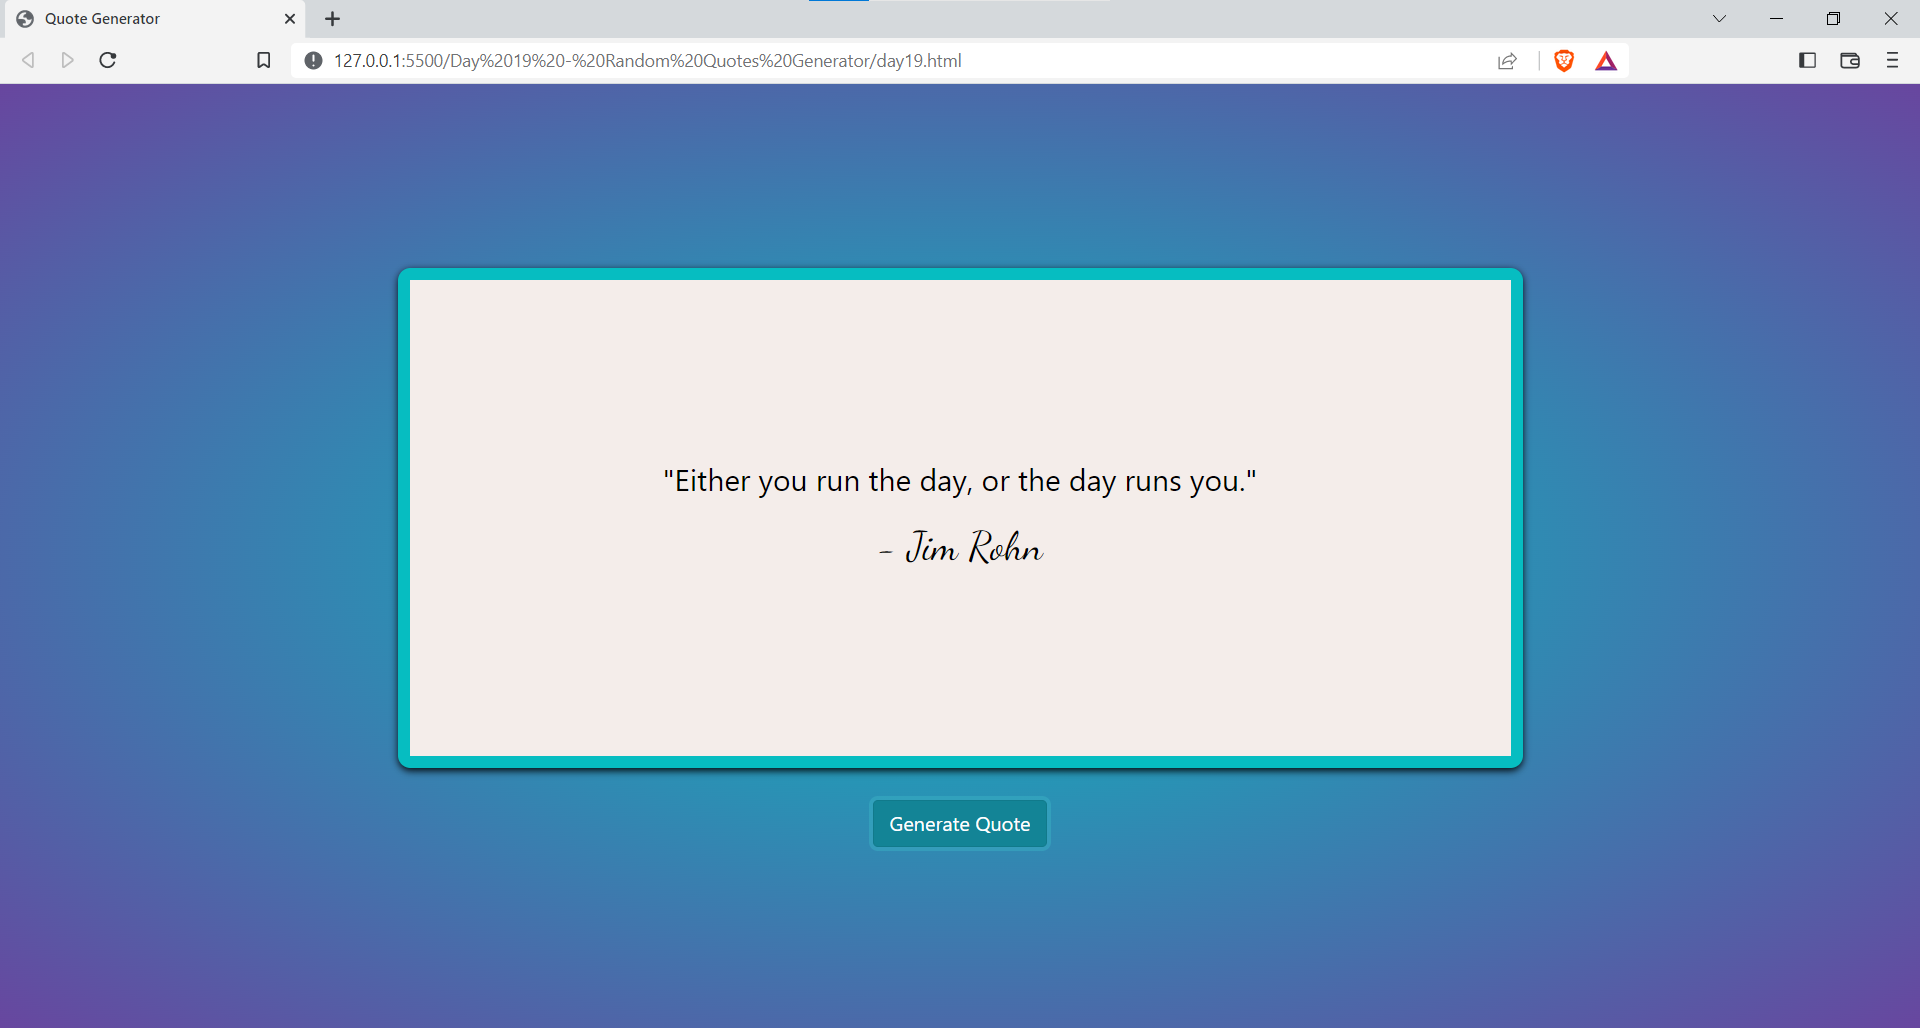 Quote Generator
127.0.0.1:5500/Day%2019%20-%20Random%20Quotes%20Generator/day19.html
"Either you run the day, or the day runs you."
- Jim Rohn
Generate Quote